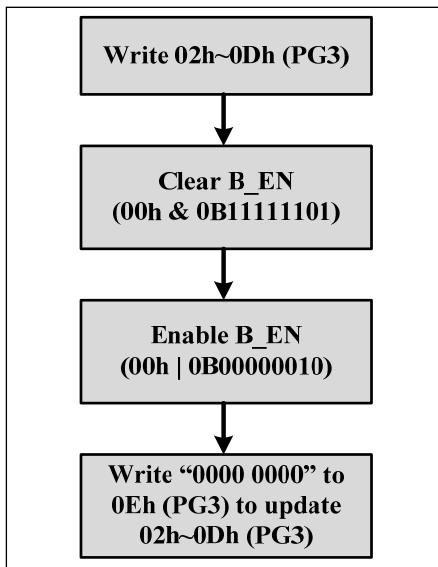 Write 02h~0Dh (PG3)
Clear B_EN
(00h & 0B11111101)
Enable B_EN
(00h | 0B00000010)
Write “0000 0000” to
0Eh (PG3) to update
02h~0Dh (PG3)